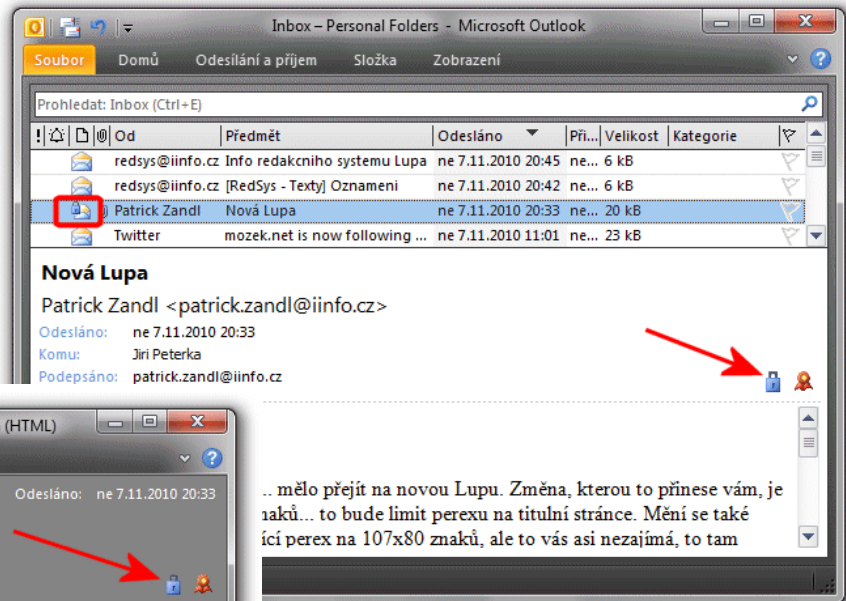 Inbox – Personal Folders - Microsoft Outlook
Soubor Domů Odesílání a příjem Složka Zobrazení
Prohledat: Inbox (Ctrl+E)
! Od Předmět Odesláno Při... Velikost Kategorie
redsys@iinfo.cz Info redakcniho systemu Lupa ne 7.11.2010 20:45 ne... 6 kB
redsys@iinfo.cz [RedSys - Texty] Oznameni ne 7.11.2010 20:42 ne... 6 kB
Patrick Zandl Nová Lupa ne 7.11.2010 20:33 ne... 20 kB
Twitter mozek.net is now following ... ne 7.11.2010 11:01 ne... 23 kB
Nová Lupa
Patrick Zandl <patrick.zandl@iinfo.cz>
Odesláno: ne 7.11.2010 20:33
Komu: Jiri Peterka
Podepsáno: patrick.zandl@iinfo.cz
(HTML)
Odesláno: ne 7.11.2010 20:33
... mělo přejít na novou Lupu. Změna, kterou to přinese vám, je
znaků... to bude limit perexu na titulní stránce. Mění se také
ící perex na 107x80 znaků, ale to vás asi nezajímá, to tam